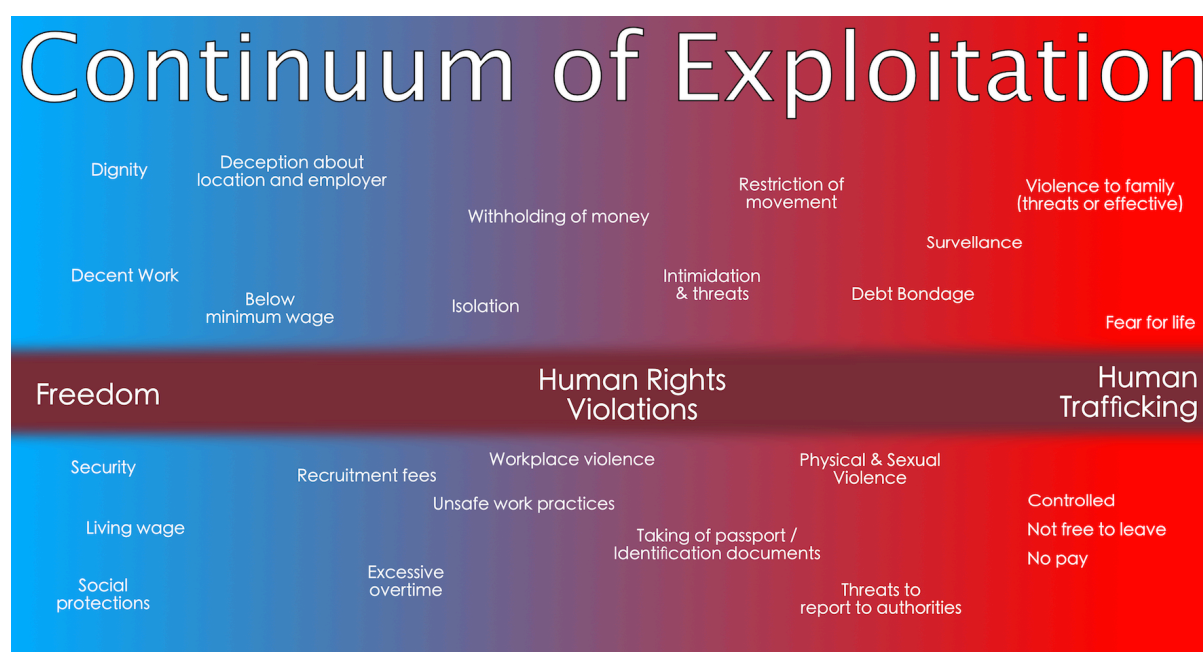 Continuum of Exploitation
Dignity
Deception about
location and employer
Withholding of money
Restriction of
movement
Violence to family
(threats or effective)
Survellance
Decent Work
Below
minimum wage
Isolation
Intimidation
& threats
Debt Bondage
Fear for life
Freedom
Human Rights
Violations
Human
Trafficking
Security
Recruitment fees
Workplace violence
Physical & Sexual
Violence
Living wage
Unsafe work practices
Taking of passport /
Identification documents
Controlled
Not free to leave
No pay
Social
protections
Excessive
overtime
Threats to
report to authorities